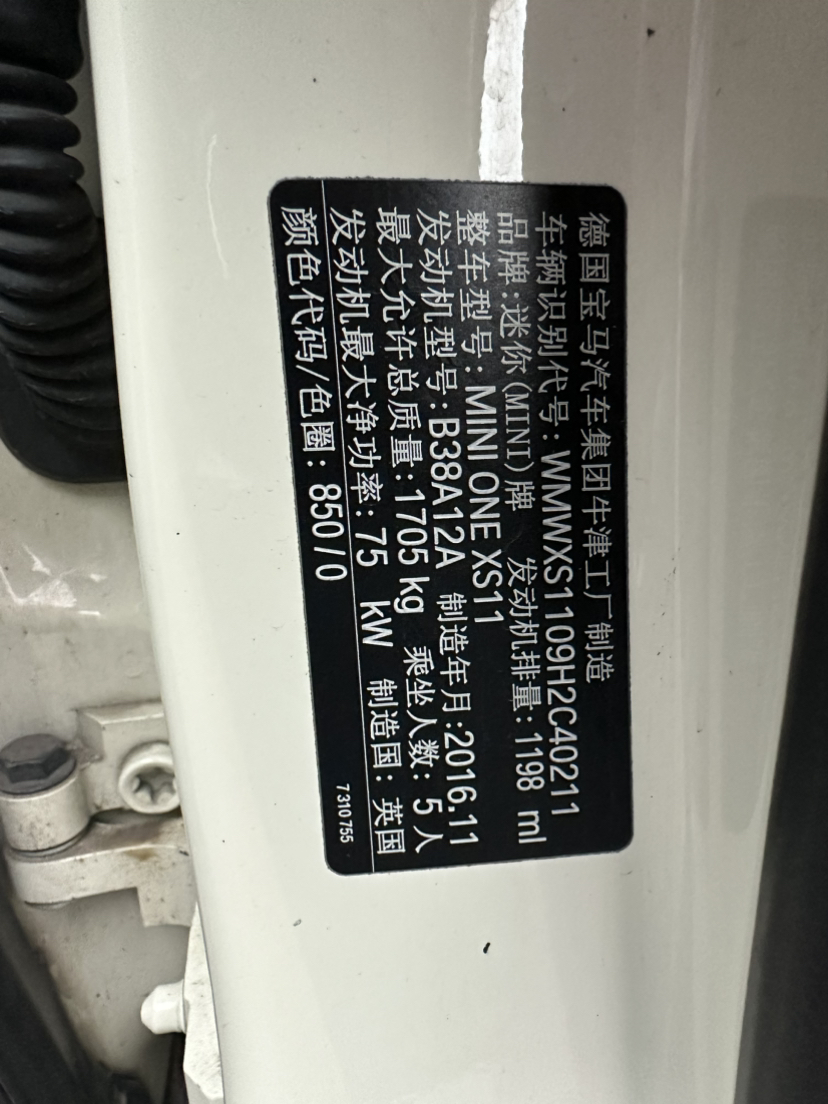 德国宝马汽车集团牛津工厂制造
车辆识别代号:WMWXS1109H2C40211
品牌:迷你(MINI)牌 发动机排量:1198 ml
整车型号:MINI ONE XS11
发动机型号:B38A12A 制造年月:2016.11
最大允许总质量:1705 kg 乘坐人数: 5 人
发动机最大净功率: 75 kW 制造国: 英国
颜色代码/色圈: 850/0 7 310 755